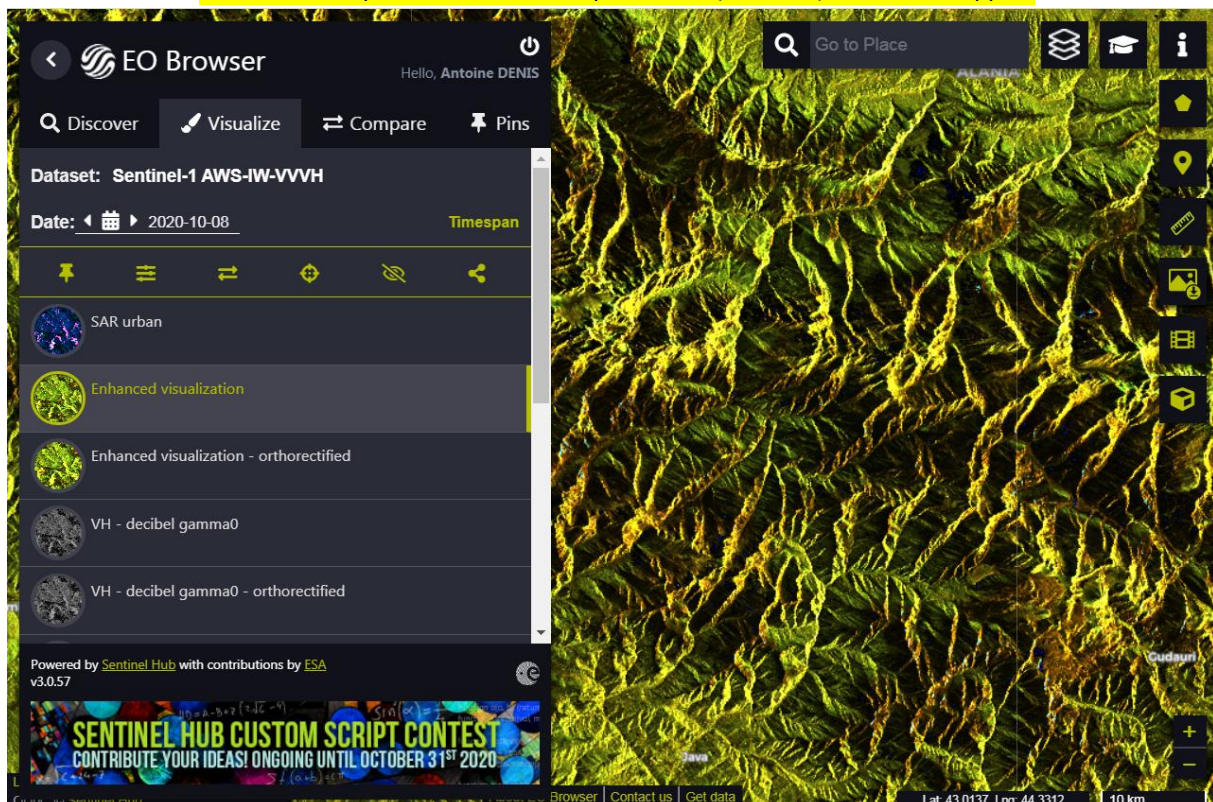 EO Browser
Hello, Antoine DENIS
Go to Place
ALANIA
Discover Visualize Compare Pins
Dataset: Sentinel-1 AWS-IW-VVVH
Date: 2020-10-08 Timespan
SAR urban
Enhanced visualization
Enhanced visualization - orthorectified
VH - decibel gamma0
VH - decibel gamma0 - orthorectified
Powered by Sentinel Hub with contributions by ESA
v3.0.57
SENTINEL HUB CUSTOM SCRIPT CONTEST
CONTRIBUTE YOUR IDEAS! ONGOING UNTIL OCTOBER 31ST 2020
Gudauri
Java
Browser | Contact us | Get data
Lat: 43.0137, Lng: 44.3312 10 km